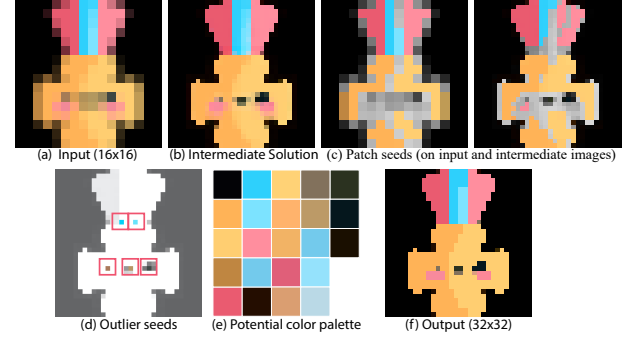 (a) Input (16x16)
(b) Intermediate Solution
(c) Patch seeds (on input and intermediate images)
(d) Outlier seeds
(e) Potential color palette
(f) Output (32x32)